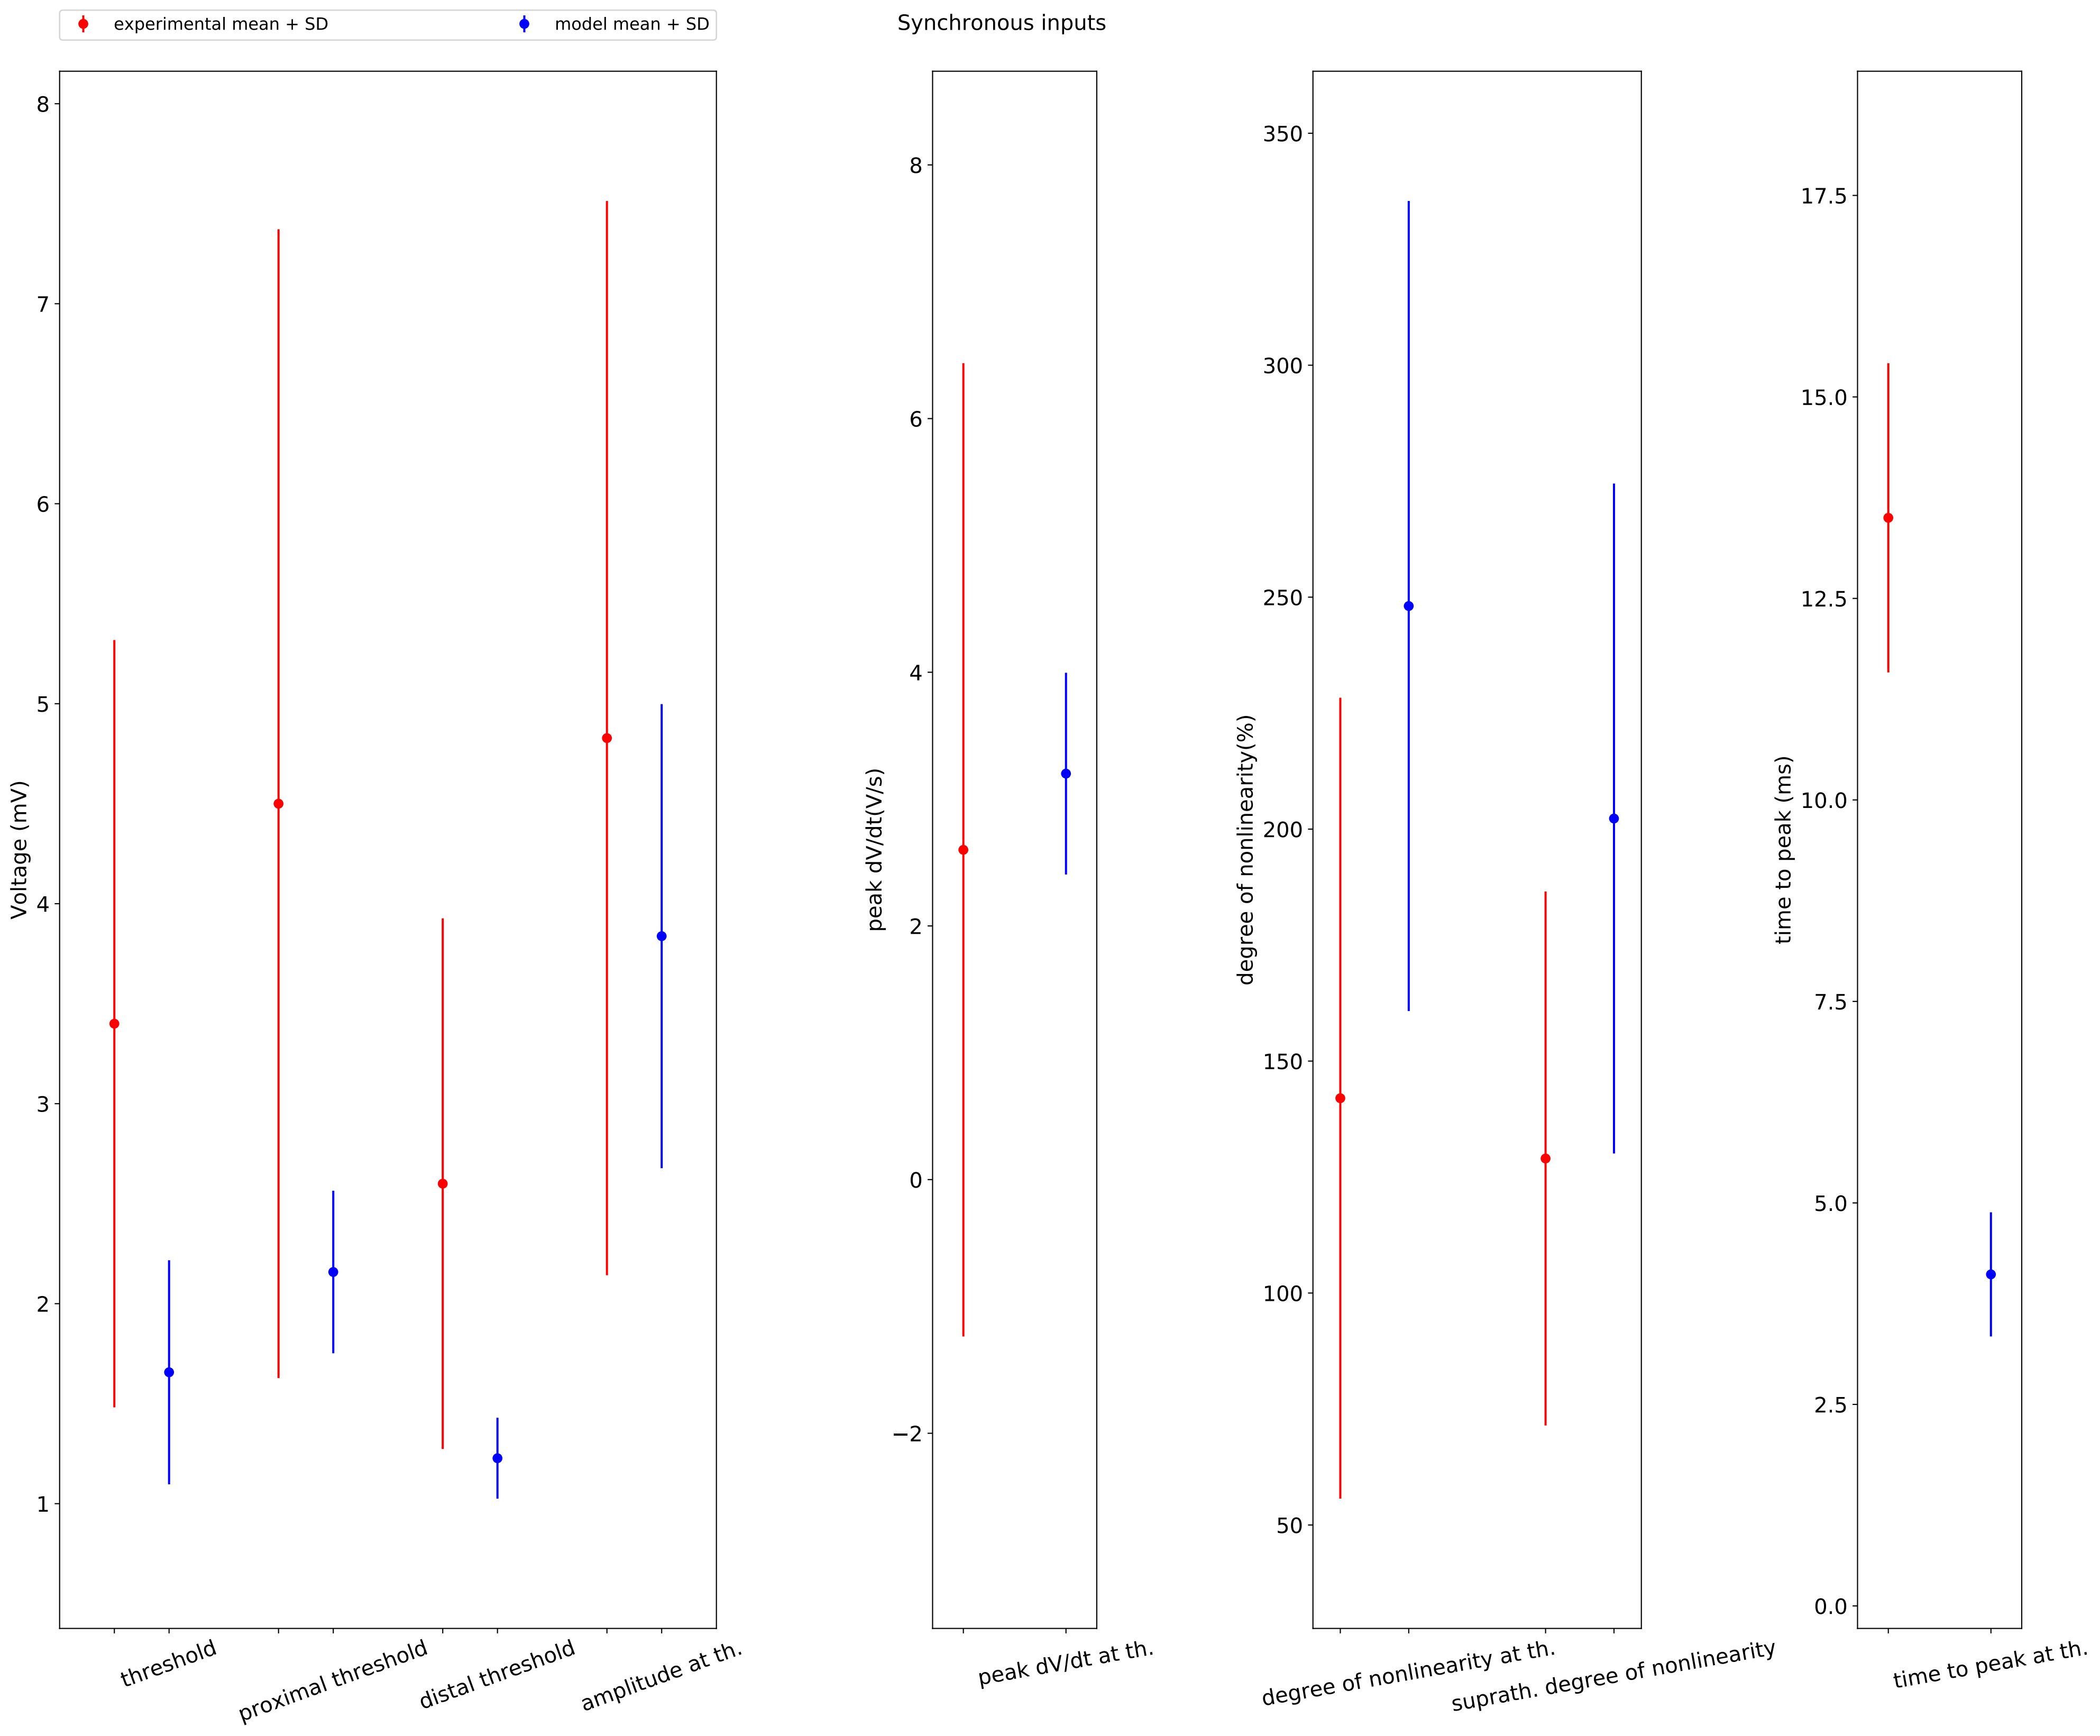 experimental mean + SD
model mean + SD
Synchronous inputs
8
7
6
5
4
3
2
1
Voltage (mV)
threshold
proximal threshold
distal threshold
amplitude at th.
8
6
4
2
0
−2
peak dV/dt(V/s)
peak dV/dt at th.
350
300
250
200
150
100
50
degree of nonlinearity(%)
degree of nonlinearity at th.
suprath. degree of nonlinearity
17.5
15.0
12.5
10.0
7.5
5.0
2.5
0.0
time to peak (ms)
time to peak at th.